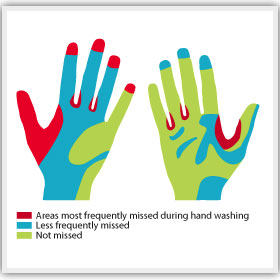 Areas most frequently missed during hand washing
Less frequently missed
Not missed